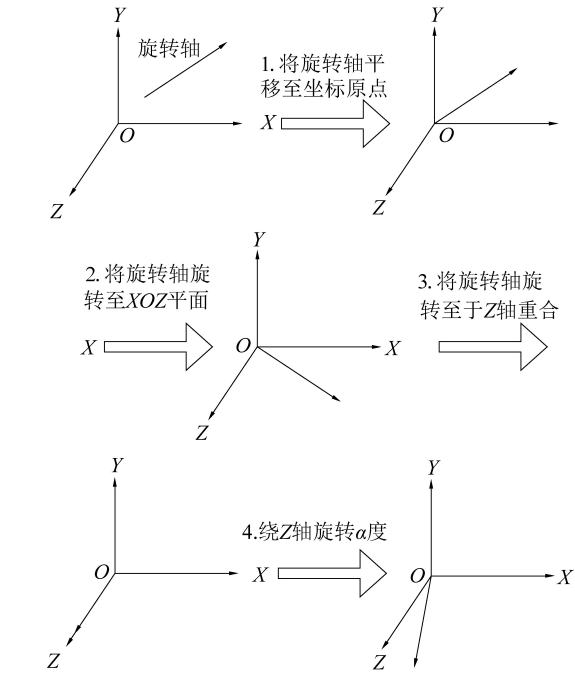 Y
Y
旋转轴
1. 将旋转轴平
移至坐标原点
X
O
O
Z
Z
Y
2. 将旋转轴旋
转至XOZ平面
3. 将旋转轴旋
转至于Z轴重合
X
O
X
Z
Y
Y
4.绕Z轴旋转α度
O
X
O
X
Z
Z